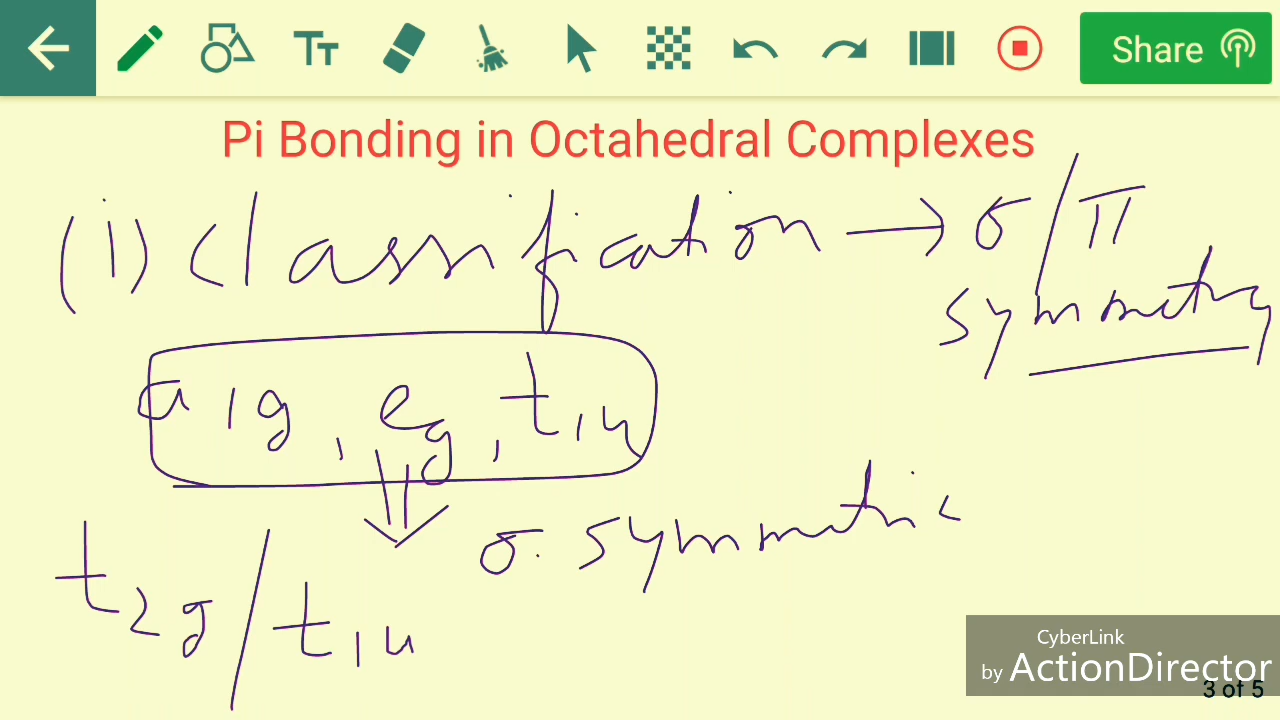 Share
Pi Bonding in Octahedral Complexes
(i) classification → σ/π
symmetry
a1g, eg, t1u
σ. symmetric
t2g/t1u
CyberLink
by ActionDirector
3 of 5